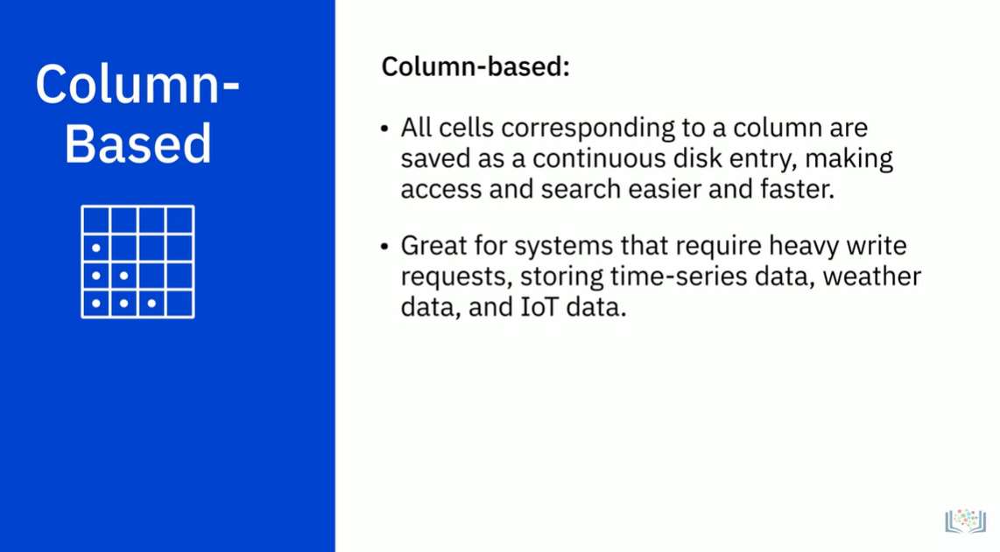 Column-
Based
Column-based:
• All cells corresponding to a column are
saved as a continuous disk entry, making
access and search easier and faster.
• Great for systems that require heavy write
requests, storing time-series data, weather
data, and IoT data.